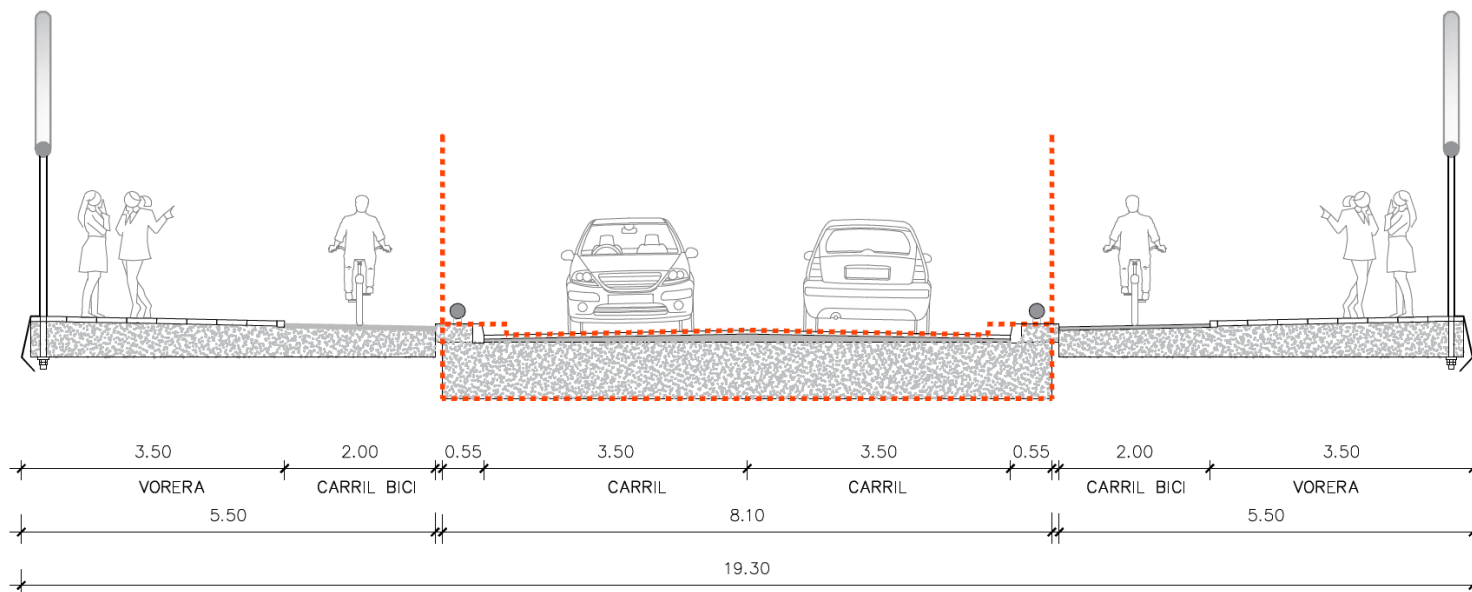 3.50 2.00 0.55 3.50 3.50 0.55 2.00 3.50
VORERA CARRIL BICI CARRIL CARRIL CARRIL BICI VORERA
5.50 8.10 5.50
19.30